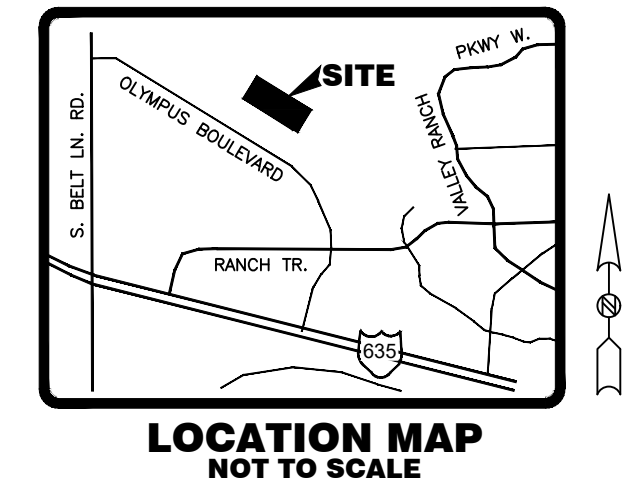 PKWY W.
SITE
OLYMPUS BOULEVARD
VALLEY RANCH
S. BELT LN. RD.
RANCH TR.
635
N
LOCATION MAP
NOT TO SCALE